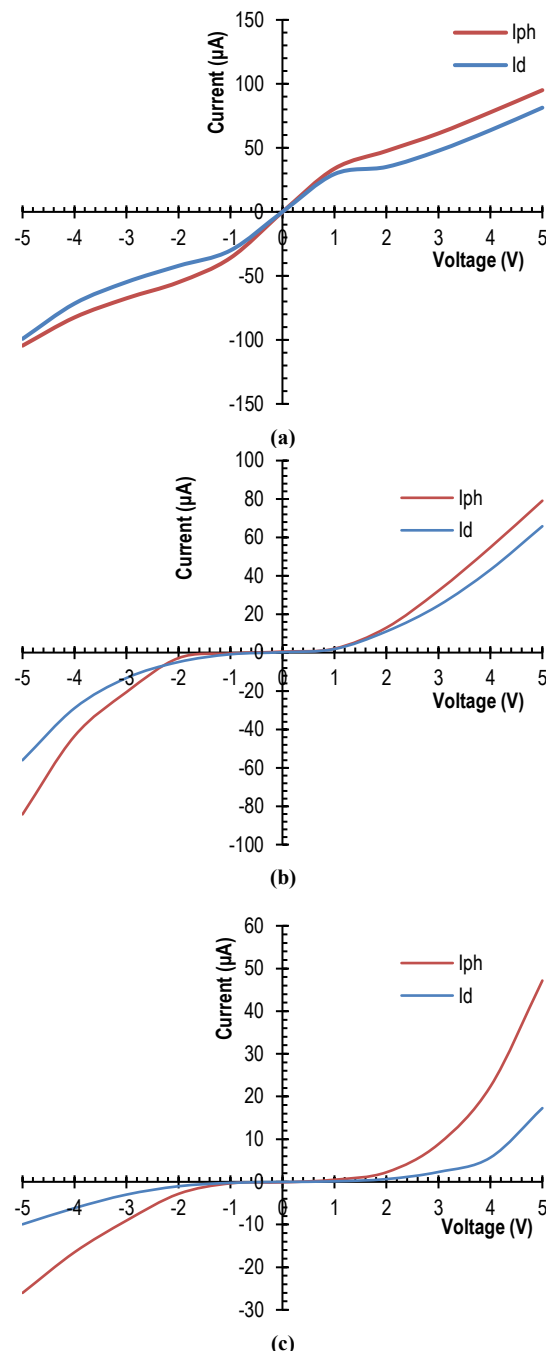 150
100
50
0
-50
-100
-150
-5 -4 -3 -2 -1 0 1 2 3 4 5
Current (µA)
Voltage (V)
Iph
Id
(a)
100
80
60
40
20
0
-20
-40
-60
-80
-100
-5 -4 -3 -2 -1 0 1 2 3 4 5
Current (µA)
Voltage (V)
Iph
Id
(b)
60
50
40
30
20
10
0
-10
-20
-30
-5 -4 -3 -2 -1 0 1 2 3 4 5
Current (µA)
Voltage (V)
Iph
Id
(c)